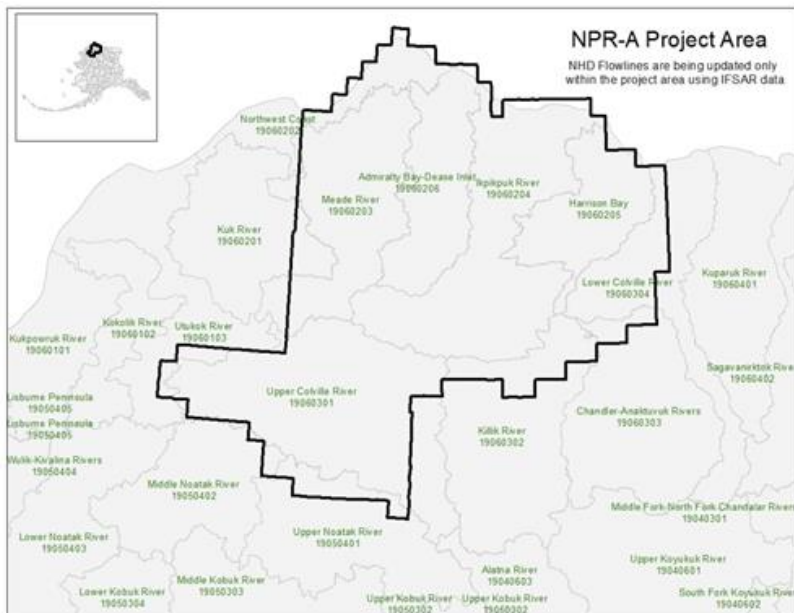 NPR-A Project Area
NHD Flowlines are being updated only
within the project area using IFSAR data
Northwest Coast
19060202
Admiralty Bay-Dease Inlet
19060206
Ikpikpuk River
19060204
Meade River
19060203
Harrison Bay
19060205
Kuk River
19060201
Lower Colville River
19060304
Kuparuk River
19060401
Kokolik River
19060102
Utukok River
19060103
Kukpowruk River
19060101
Sagavanirktok River
19060402
Upper Colville River
19060301
Lisburne Peninsula
19050405
Lisburne Peninsula
19050405
Chandler-Anaktuvuk Rivers
19060303
Killik River
19060302
Wulik-Kivalina Rivers
19050404
Middle Noatak River
19050402
Middle Fork-North Fork Chandalar Rivers
19040301
Lower Noatak River
19050403
Upper Noatak River
19050401
Upper Koyukuk River
19040601
Alatna River
19040603
Middle Kobuk River
19050303
Lower Kobuk River
19050304
Upper Kobuk River
19050302
Upper Kobuk River
South Fork Koyukuk River
19040602